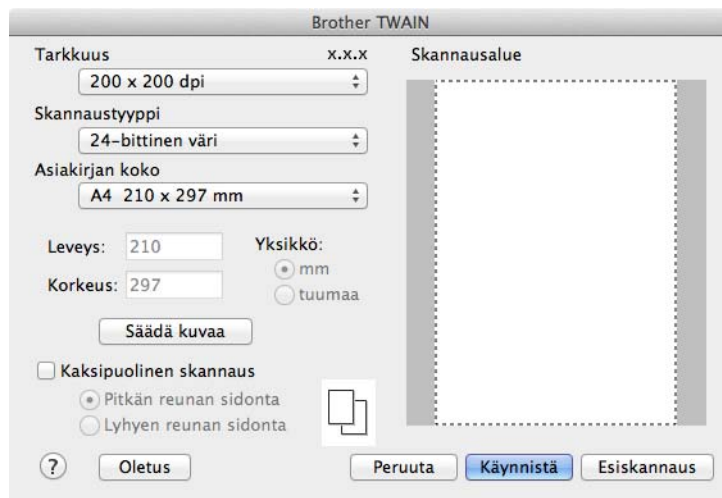 Brother TWAIN
Tarkkuus x.x.x
200 x 200 dpi
Skannaustyyppi
24-bittinen väri
Asiakirjan koko
A4 210 x 297 mm
Leveys: 210
Korkeus: 297
Yksikkö:
mm
tuumaa
Säädä kuvaa
Kaksipuolinen skannaus
Pitkän reunan sidonta
Lyhyen reunan sidonta
Skannausalue
? Oletus Peruuta Käynnistä Esiskannaus